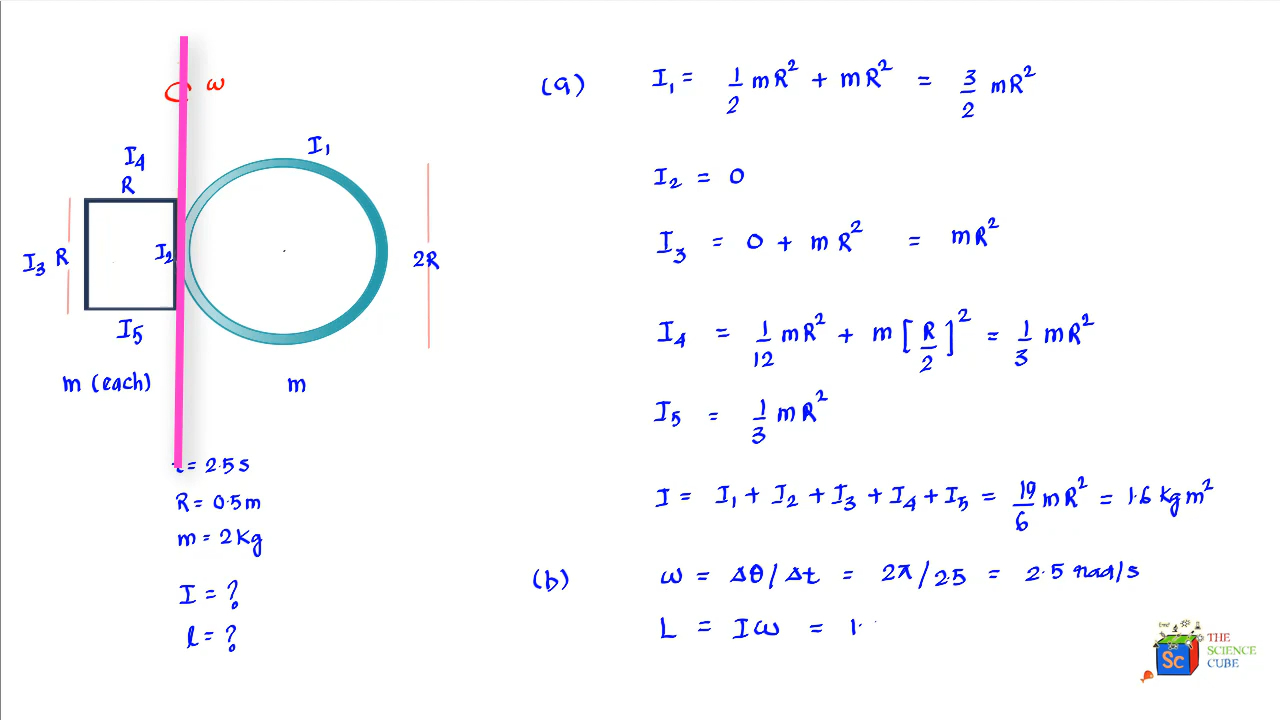 ω
I₁
I₄
R
I₃ R
I₂
2R
I₅
m (each)
m
t = 2.5 s
R = 0.5 m
m = 2 Kg
I = ?
l = ?
(a) I₁ = 1/2 mR² + mR² = 3/2 mR²
I₂ = 0
I₃ = 0 + mR² = mR²
I₄ = 1/12 mR² + m [R/2]² = 1/3 mR²
I₅ = 1/3 mR²
I = I₁ + I₂ + I₃ + I₄ + I₅ = 19/6 mR² = 1.6 Kg m²
(b) ω = Δθ/Δt = 2π/2.5 = 2.5 rad/s
L = Iω = 1.
Sc
THE
SCIENCE
CUBE